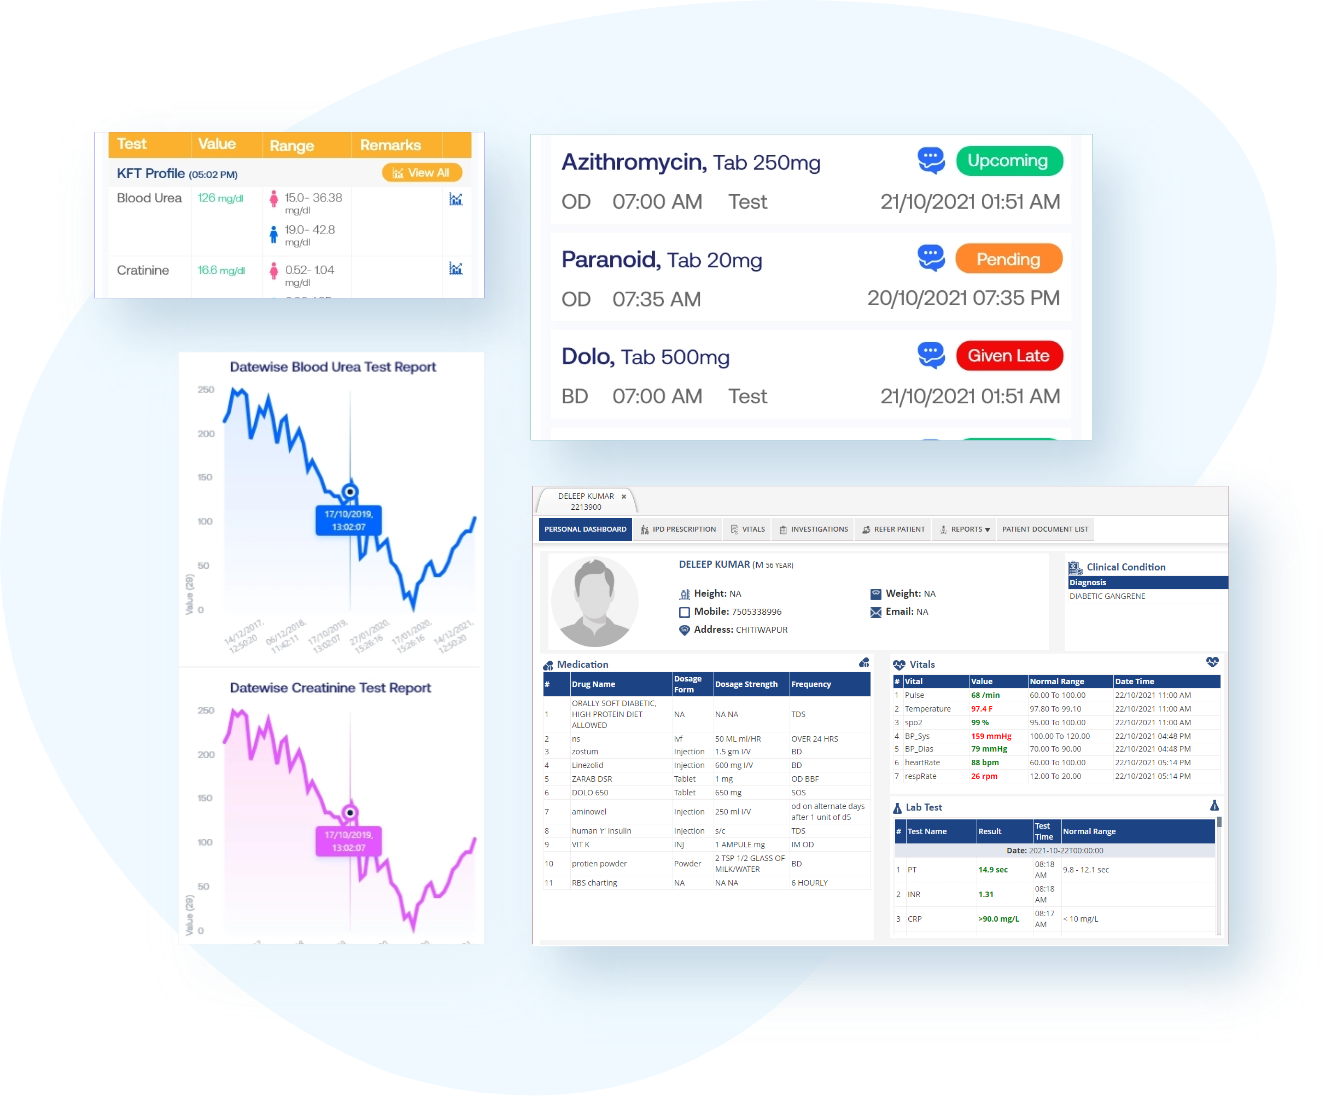 Test Value Range Remarks
KFT Profile (05:02 PM) View All
Blood Urea 126 mg/dl 15.0- 36.38
mg/dl
19.0- 42.8
mg/dl
Cratinine 16.6 mg/dl 0.52- 1.04
mg/dl
Azithromycin, Tab 250mg Upcoming
OD 07:00 AM Test 21/10/2021 01:51 AM
Paranoid, Tab 20mg Pending
OD 07:35 AM 20/10/2021 07:35 PM
Dolo, Tab 500mg Given Late
BD 07:00 AM Test 21/10/2021 01:51 AM
Datewise Blood Urea Test Report
250
200
150
100
50
0
Value (29)
17/10/2019,
13:02:07
14/12/2017,
12:50:20
06/12/2018,
11:42:11
17/10/2019,
13:02:07
27/01/2020,
15:26:16
17/01/2020,
15:26:16
14/12/2021,
12:50:20
Datewise Creatinine Test Report
250
200
150
100
50
0
Value (29)
17/10/2019,
13:02:07
DELEEP KUMAR ×
2213900
PERSONAL DASHBOARD IPD PRESCRIPTION VITALS INVESTIGATIONS REFER PATIENT REPORTS ▼ PATIENT DOCUMENT LIST
DELEEP KUMAR (M 56 YEAR)
Height: NA Weight: NA
Mobile: 7505338996 Email: NA
Address: CHITIWAPUR
Clinical Condition
Diagnosis
DIABETIC GANGRENE
Medication
# Drug Name Dosage Form Dosage Strength Frequency
1 ORALLY SOFT DIABETIC, HIGH PROTEIN DIET ALLOWED NA NA NA TDS
2 ns ivf 50 ML ml/HR OVER 24 HRS
3 zostum Injection 1.5 gm I/V BD
4 Linezolid Injection 600 mg I/V BD
5 ZARAB DSR Tablet 1 mg OD BBF
6 DOLO 650 Tablet 650 mg SOS
7 aminowel Injection 250 ml I/V od on alternate days after 1 unit of d5
8 human 'r' insulin Injection s/c TDS
9 VIT K INJ 1 AMPULE mg IM OD
10 protien powder Powder 2 TSP 1/2 GLASS OF MILK/WATER BD
11 RBS charting NA NA NA 6 HOURLY
Vitals
# Vital Value Normal Range Date Time
1 Pulse 68 /min 60.00 To 100.00 22/10/2021 11:00 AM
2 Temperature 97.4 F 97.80 To 99.10 22/10/2021 11:00 AM
3 spo2 99 % 95.00 To 100.00 22/10/2021 11:00 AM
4 BP_Sys 159 mmHg 100.00 To 120.00 22/10/2021 04:48 PM
5 BP_Dias 79 mmHg 70.00 To 90.00 22/10/2021 04:48 PM
6 heartRate 88 bpm 60.00 To 100.00 22/10/2021 05:14 PM
7 respRate 26 rpm 12.00 To 20.00 22/10/2021 05:14 PM
Lab Test
# Test Name Result Test Time Normal Range
Date: 2021-10-22T00:00:00
1 PT 14.9 sec 08:18 AM 9.8 - 12.1 sec
2 INR 1.31 08:18 AM
3 CRP >90.0 mg/L 08:17 AM < 10 mg/L